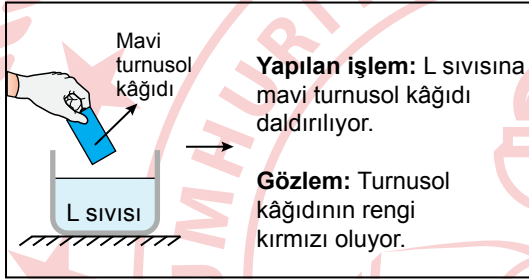 Mavi
turnusol
kâğıdı
L sıvısı
Yapılan işlem: L sıvısına
mavi turnusol kâğıdı
daldırılıyor.
Gözlem: Turnusol
kâğıdının rengi
kırmızı oluyor.